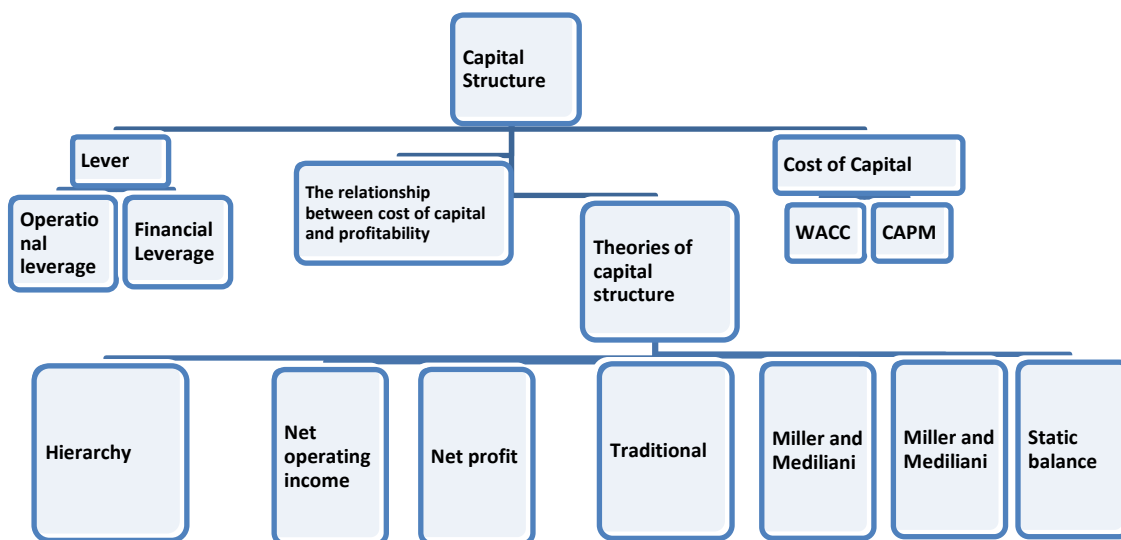 Capital
Structure
Lever
Cost of Capital
The relationship
between cost of capital
and profitability
Operatio
nal
leverage
Financial
Leverage
WACC
CAPM
Theories of
capital
structure
Hierarchy
Net
operating
income
Net profit
Traditional
Miller and
Mediliani
Miller and
Mediliani
Static
balance